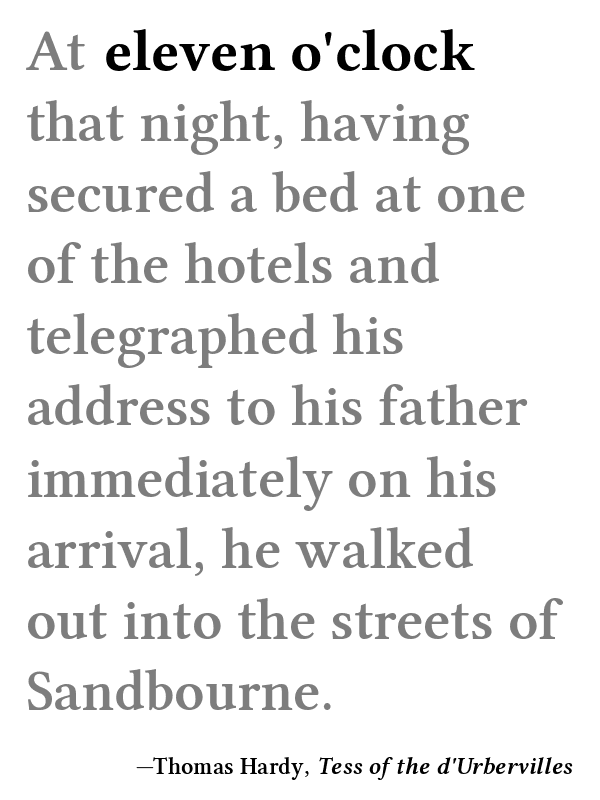 At eleven o'clock
that night, having
secured a bed at one
of the hotels and
telegraphed his
address to his father
immediately on his
arrival, he walked
out into the streets of
Sandbourne.
—Thomas Hardy, Tess of the d'Urbervilles